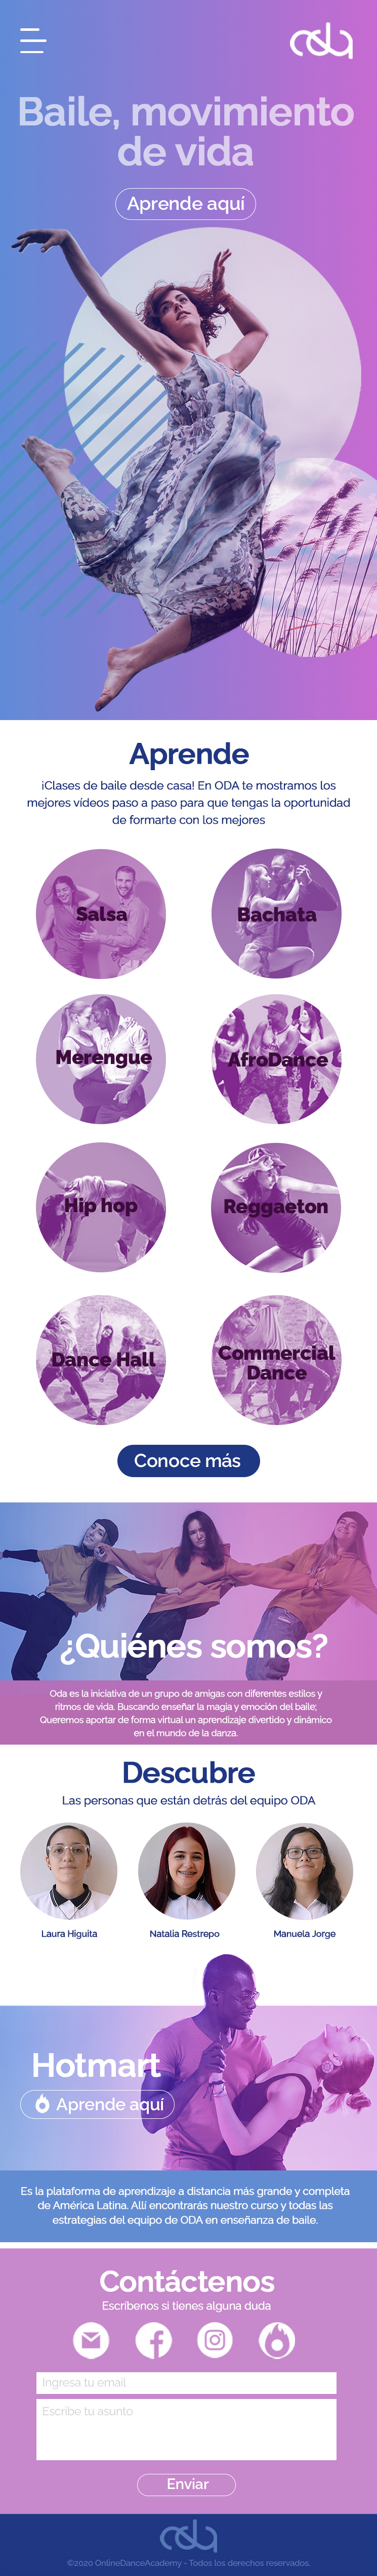 oda
Baile, movimiento
de vida
Aprende aquí
Aprende
¡Clases de baile desde casa! En ODA te mostramos los
mejores vídeos paso a paso para que tengas la oportunidad
de formarte con los mejores
Salsa
Bachata
Merengue
AfroDance
Hip hop
Reggaeton
Dance Hall
Commercial
Dance
Conoce más
¿Quiénes somos?
Oda es la iniciativa de un grupo de amigas con diferentes estilos y
ritmos de vida. Buscando enseñar la magia y emoción del baile;
Queremos aportar de forma virtual un aprendizaje divertido y dinámico
en el mundo de la danza.
Descubre
Las personas que están detrás del equipo ODA
Laura Higuita
Natalia Restrepo
Manuela Jorge
Hotmart
Aprende aquí
Es la plataforma de aprendizaje a distancia más grande y completa
de América Latina. Allí encontrarás nuestro curso y todas las
estrategias del equipo de ODA en enseñanza de baile.
Contáctenos
Escríbenos si tienes alguna duda
Ingresa tu email
Escribe tu asunto
Enviar
oda
©2020 OnlineDanceAcademy - Todos los derechos reservados.